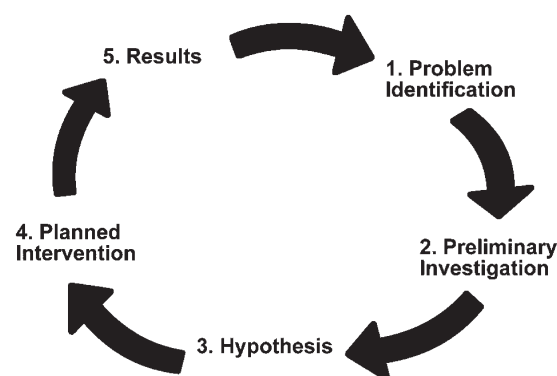 1. Problem
Identification
2. Preliminary
Investigation
3. Hypothesis
4. Planned
Intervention
5. Results